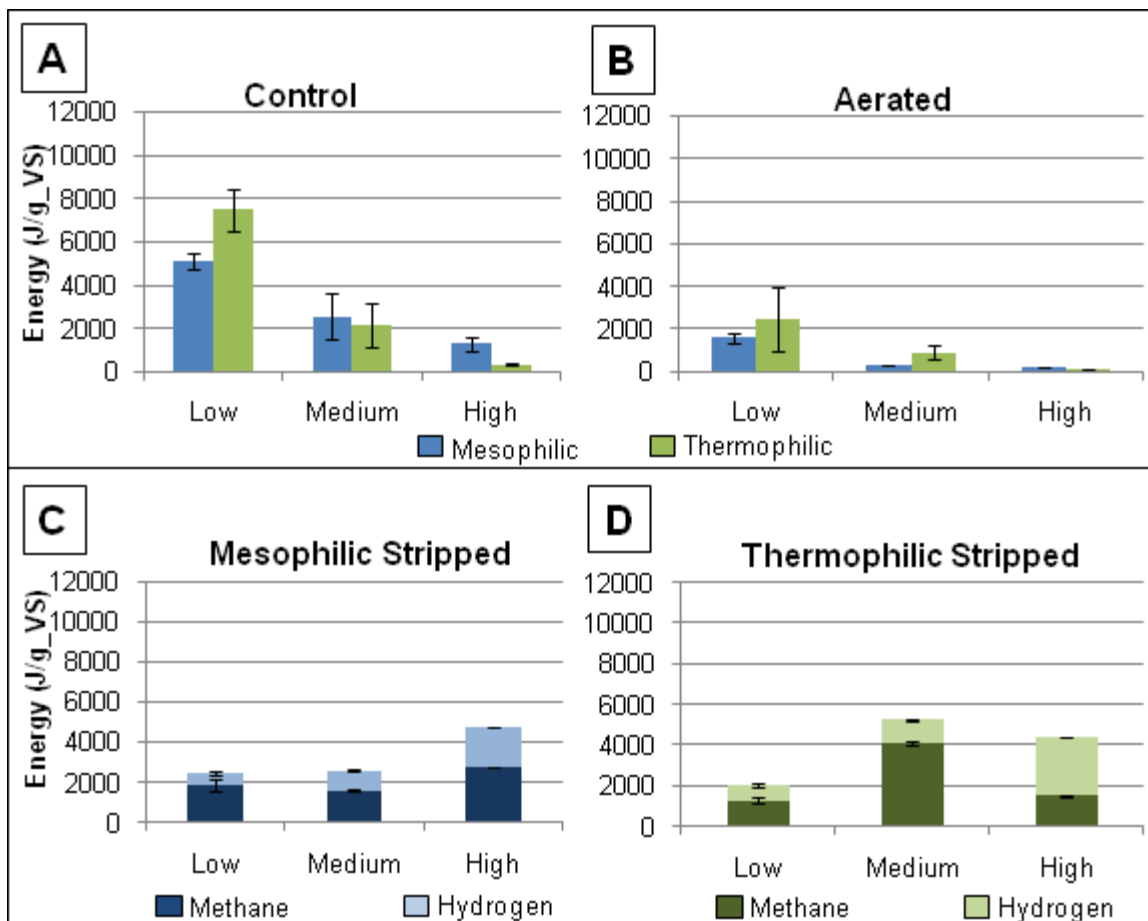 A
B
Control
Aerated
Energy (J/g_VS)
12000
10000
8000
6000
4000
2000
0
Low Medium High
12000
10000
8000
6000
4000
2000
0
Low Medium High
Mesophilic Thermophilic
C
D
Mesophilic Stripped
Thermophilic Stripped
Energy (J/g_VS)
12000
10000
8000
6000
4000
2000
0
Low Medium High
Methane Hydrogen
12000
10000
8000
6000
4000
2000
0
Low Medium High
Methane Hydrogen